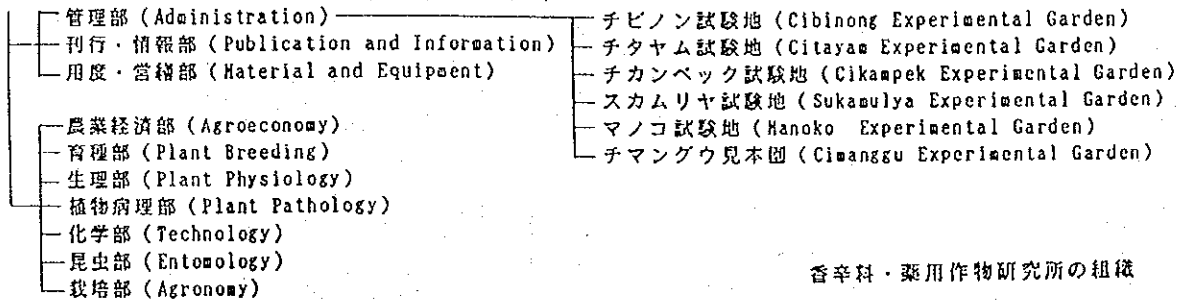 管理部 (Administration)
刊行・情報部 (Publication and Information)
用度・営繕部 (Material and Equipment)
チビノン試験地 (Cibinong Experimental Garden)
チタヤム試験地 (Citayam Experimental Garden)
チカンペック試験地 (Cikampek Experimental Garden)
スカムリヤ試験地 (Sukamulya Experimental Garden)
マノコ試験地 (Manoko Experimental Garden)
チマングウ見本園 (Cimanggu Experimental Garden)
農業経済部 (Agroeconomy)
育種部 (Plant Breeding)
生理部 (Plant Physiology)
植物病理部 (Plant Pathology)
化学部 (Technology)
昆虫部 (Entomology)
栽培部 (Agronomy)
香辛料・薬用作物研究所の組織